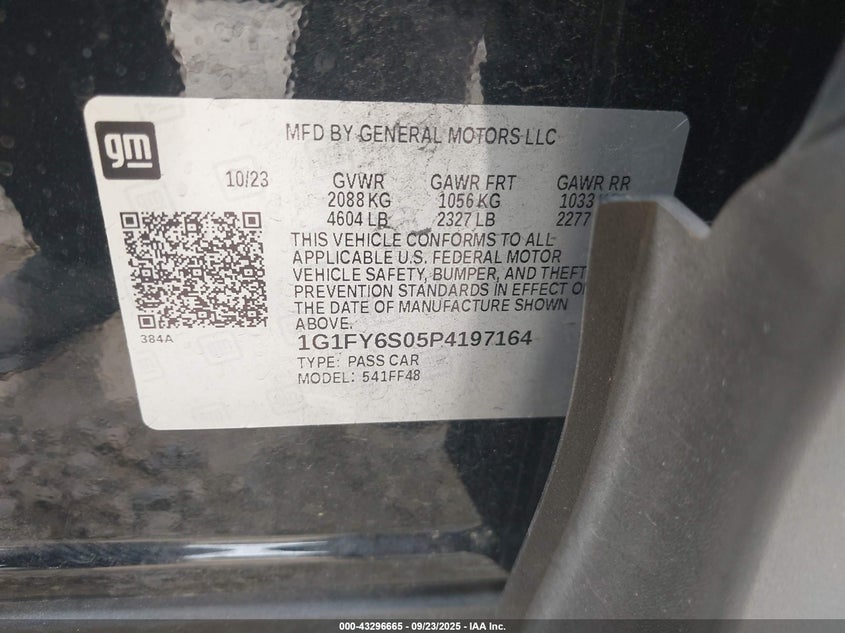 gm
MFD BY GENERAL MOTORS LLC
10/23 GVWR GAWR FRT GAWR RR
2088 KG 1056 KG 1033
4604 LB 2327 LB 2277
THIS VEHICLE CONFORMS TO ALL
APPLICABLE U.S. FEDERAL MOTOR
VEHICLE SAFETY, BUMPER, AND THEFT
PREVENTION STANDARDS IN EFFECT
THE DATE OF MANUFACTURE SHOWN
ABOVE.
384A
1G1FY6S05P4197164
TYPE: PASS CAR
MODEL: 541FF48
000-43296665 - 09/23/2025 - IAA Inc.